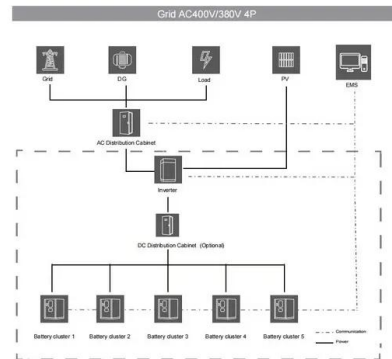 Grid AC400V/380V 4P
Grid
DG
Load
PV
EMS
AC Distribution Cabinet
Inverter
DC Distribution Cabinet (Optional)
Battery cluster 1
Battery cluster 2
Battery cluster 3
Battery cluster 4
Battery cluster 5
Communication
Power